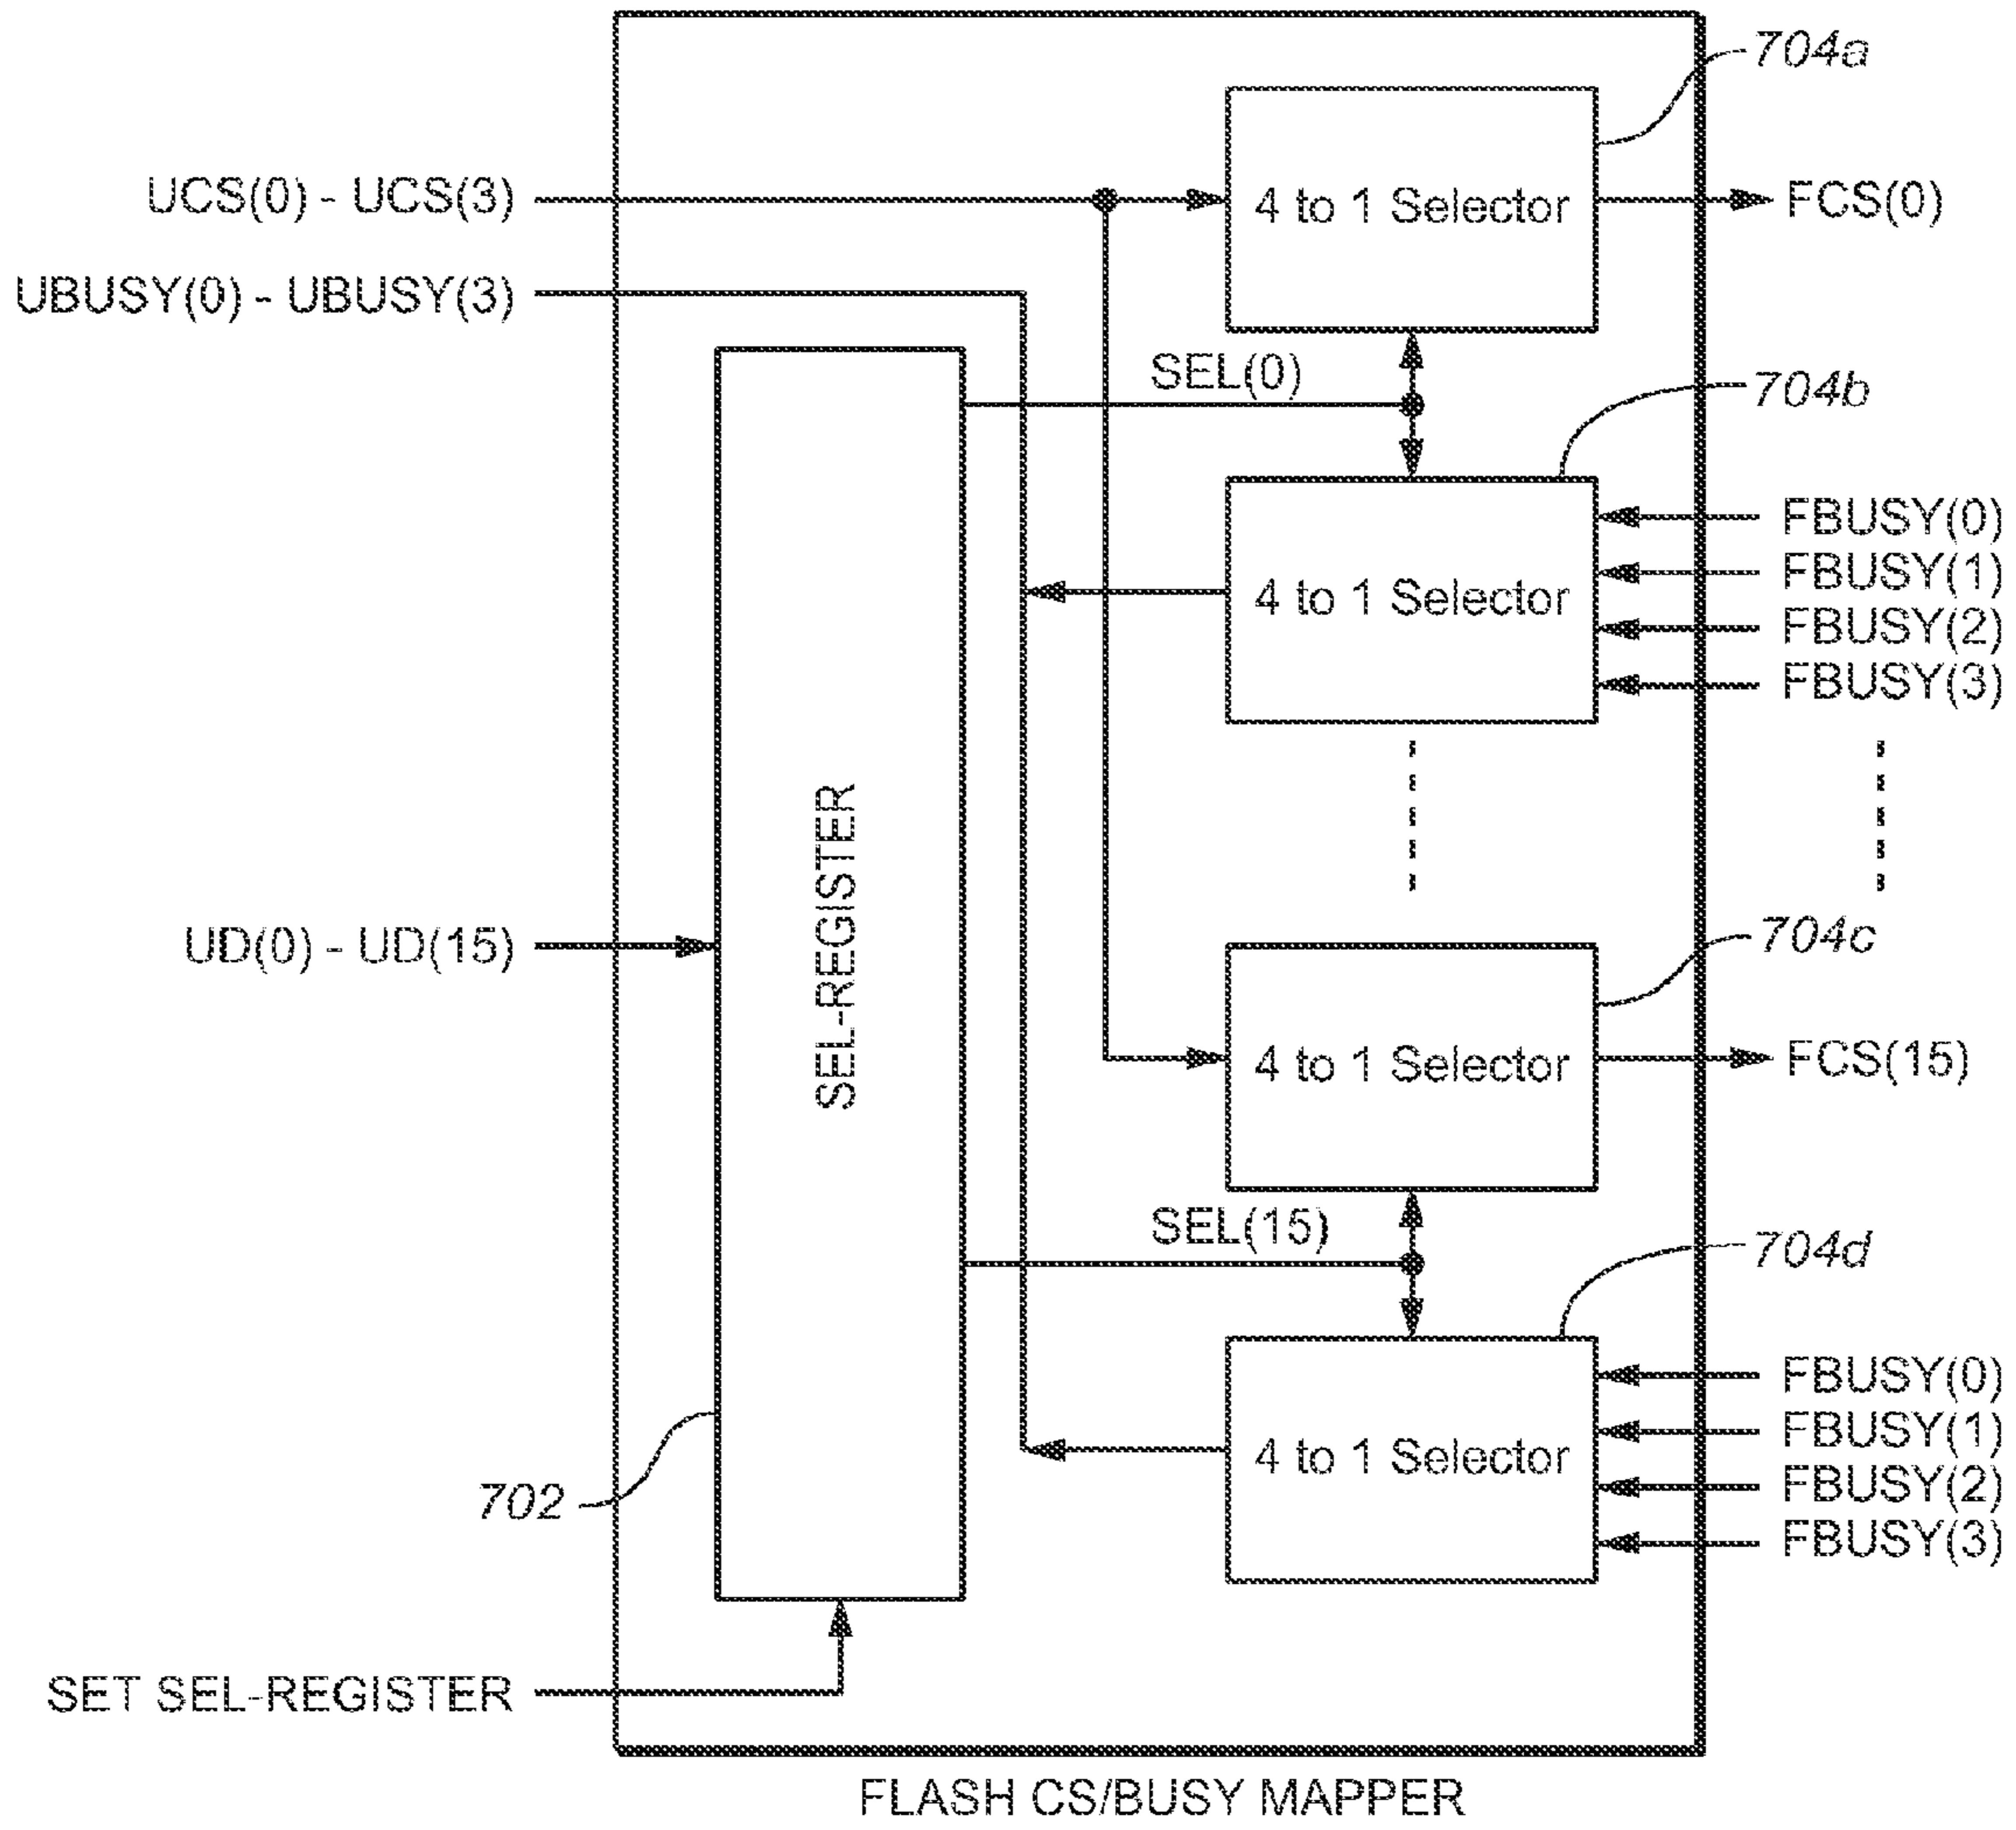 704a
UCS(0) - UCS(3)
4 to 1 Selector
FCS(0)
UBUSY(0) - UBUSY(3)
SEL(0)
704b
FBUSY(0)
FBUSY(1)
4 to 1 Selector
FBUSY(2)
FBUSY(3)
SEL-REGISTER
UD(0) - UD(15)
704c
4 to 1 Selector
FCS(15)
SEL(15)
704d
FBUSY(0)
FBUSY(1)
4 to 1 Selector
FBUSY(2)
702
FBUSY(3)
SET SEL-REGISTER
FLASH CS/BUSY MAPPER